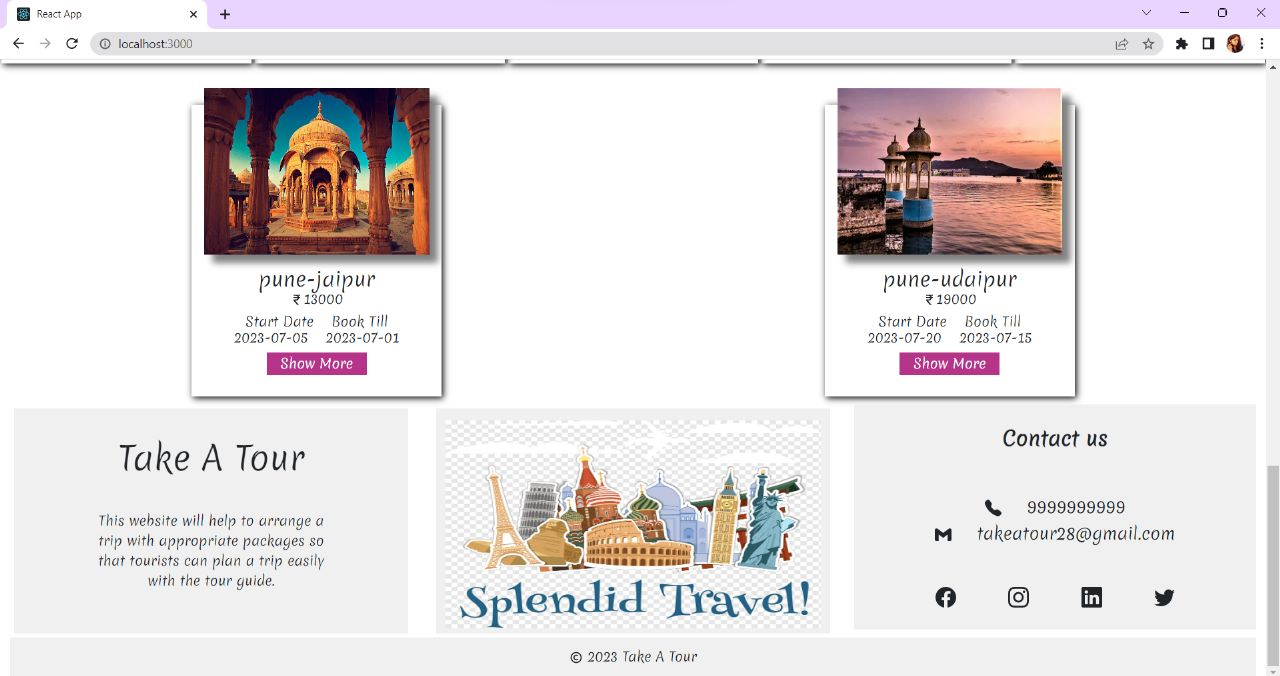 React App
localhost:3000
pune-jaipur
₹ 13000
Start Date Book Till
2023-07-05 2023-07-01
Show More
pune-udaipur
₹ 19000
Start Date Book Till
2023-07-20 2023-07-15
Show More
Take A Tour
This website will help to arrange a
trip with appropriate packages so
that tourists can plan a trip easily
with the tour guide.
Splendid Travel!
Contact us
9999999999
takeatour28@gmail.com
© 2023 Take A Tour